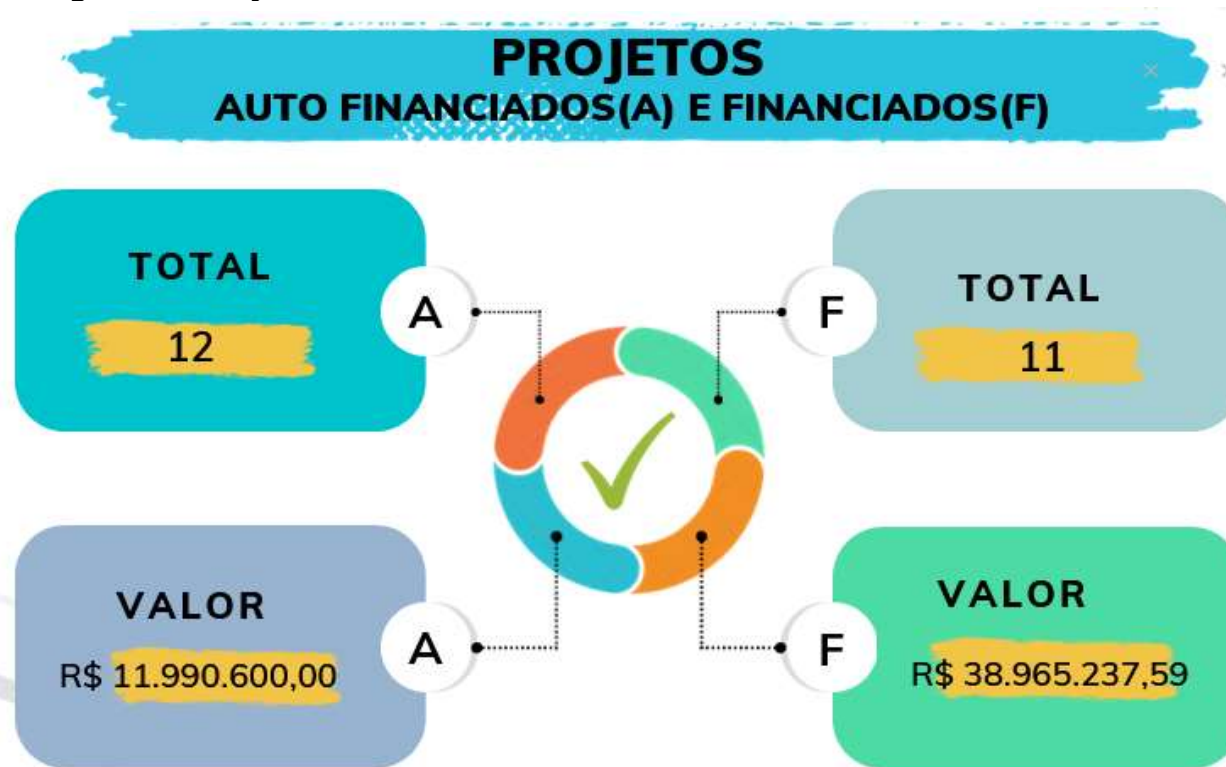 PROJETOS
AUTO FINANCIADOS(A) E FINANCIADOS(F)
TOTAL
12
A
F
TOTAL
11
VALOR
R$ 11.990.600,00
A
F
VALOR
R$ 38.965.237,59